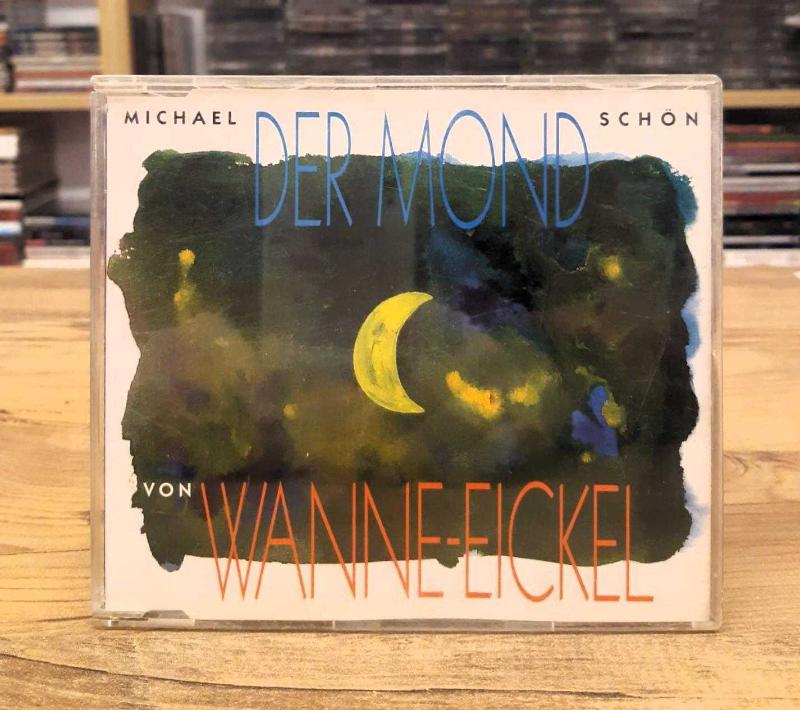 MICHAEL DER MOND SCHÖN
VON WANNE-EICKEL